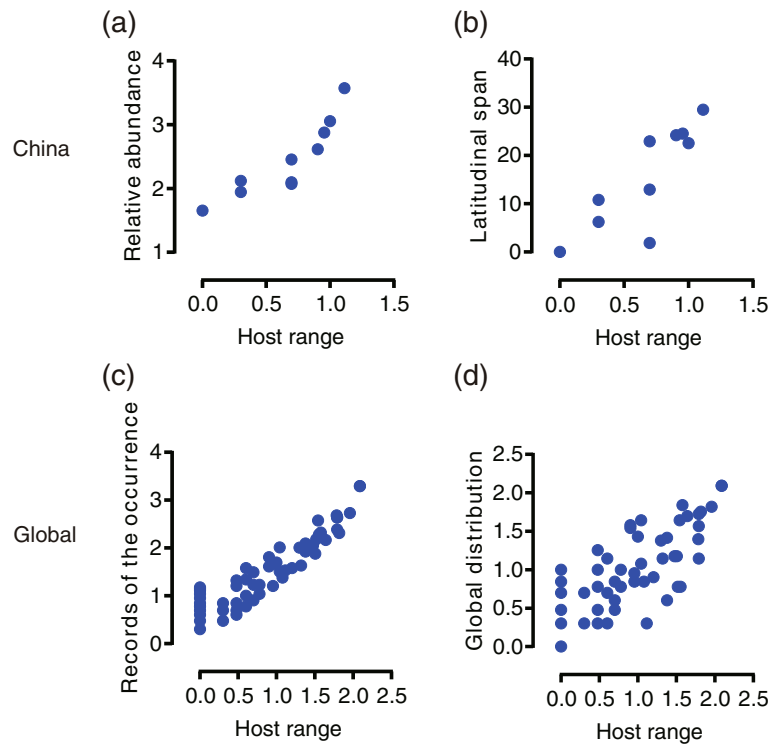 (a)
(b)
China
Relative abundance
4
3
2
1
0.0 0.5 1.0 1.5
Host range
Latitudinal span
40
30
20
10
0
0.0 0.5 1.0 1.5
Host range
(c)
(d)
Global
Records of the occurrence
4
3
2
1
0
0.0 0.5 1.0 1.5 2.0 2.5
Host range
Global distribution
2.5
2.0
1.5
1.0
0.5
0.0
0.0 0.5 1.0 1.5 2.0 2.5
Host range